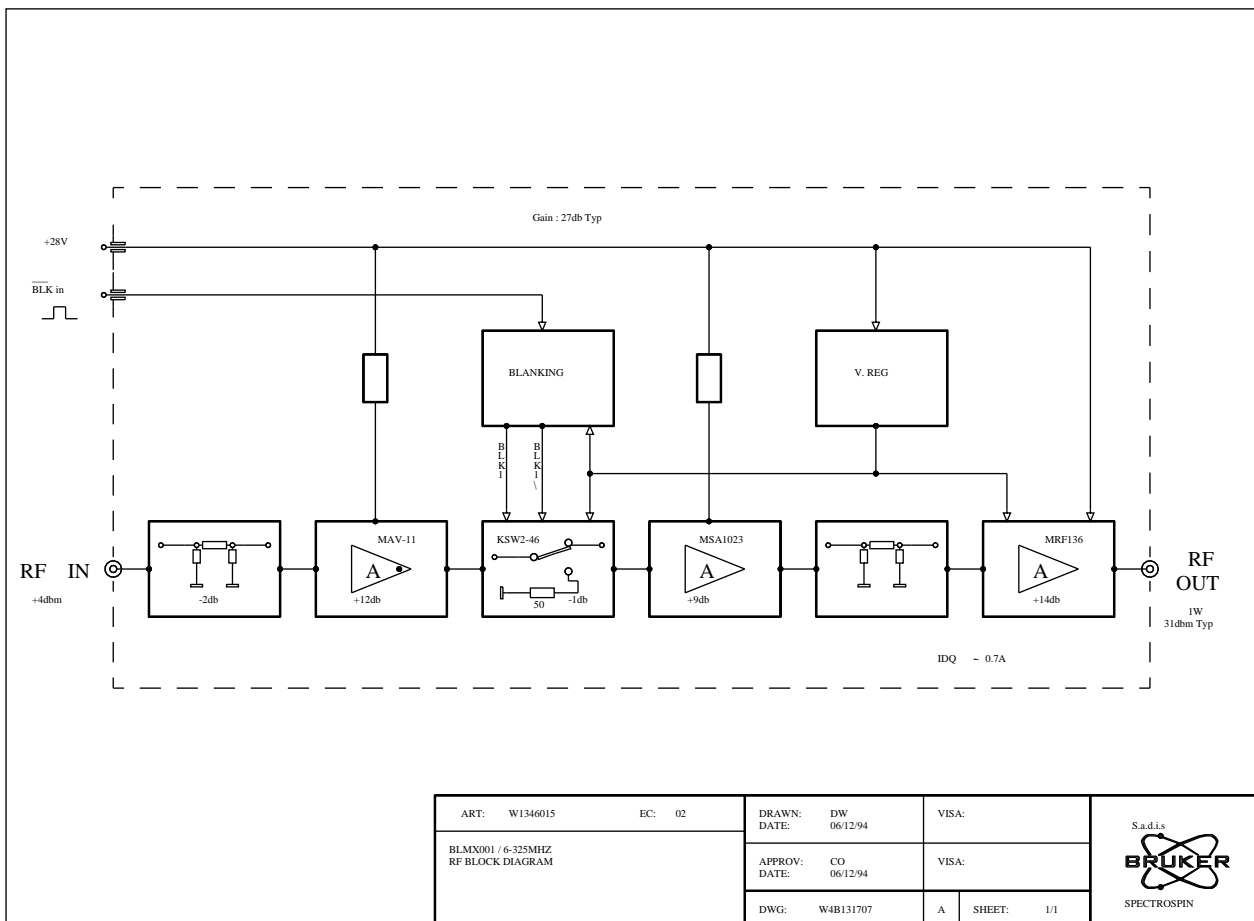 Gain : 27db Typ
+28V
BLK in
BLANKING
V. REG
BLK1
BLK1\
MAV-11
KSW2-46
MSA1023
MRF136
A
A
A
RF IN
+4dbm
-2db
+12db
50
-1db
+9db
+14db
RF
OUT
1W
31dbm Typ
IDQ ~ 0.7A
ART: W1346015 EC: 02
BLMX001 / 6-325MHZ
RF BLOCK DIAGRAM
DRAWN: DW
DATE: 06/12/94
VISA:
APPROV: CO
DATE: 06/12/94
VISA:
DWG: W4B131707
A
SHEET: 1/1
S.a.d.i.s
BRUKER
SPECTROSPIN